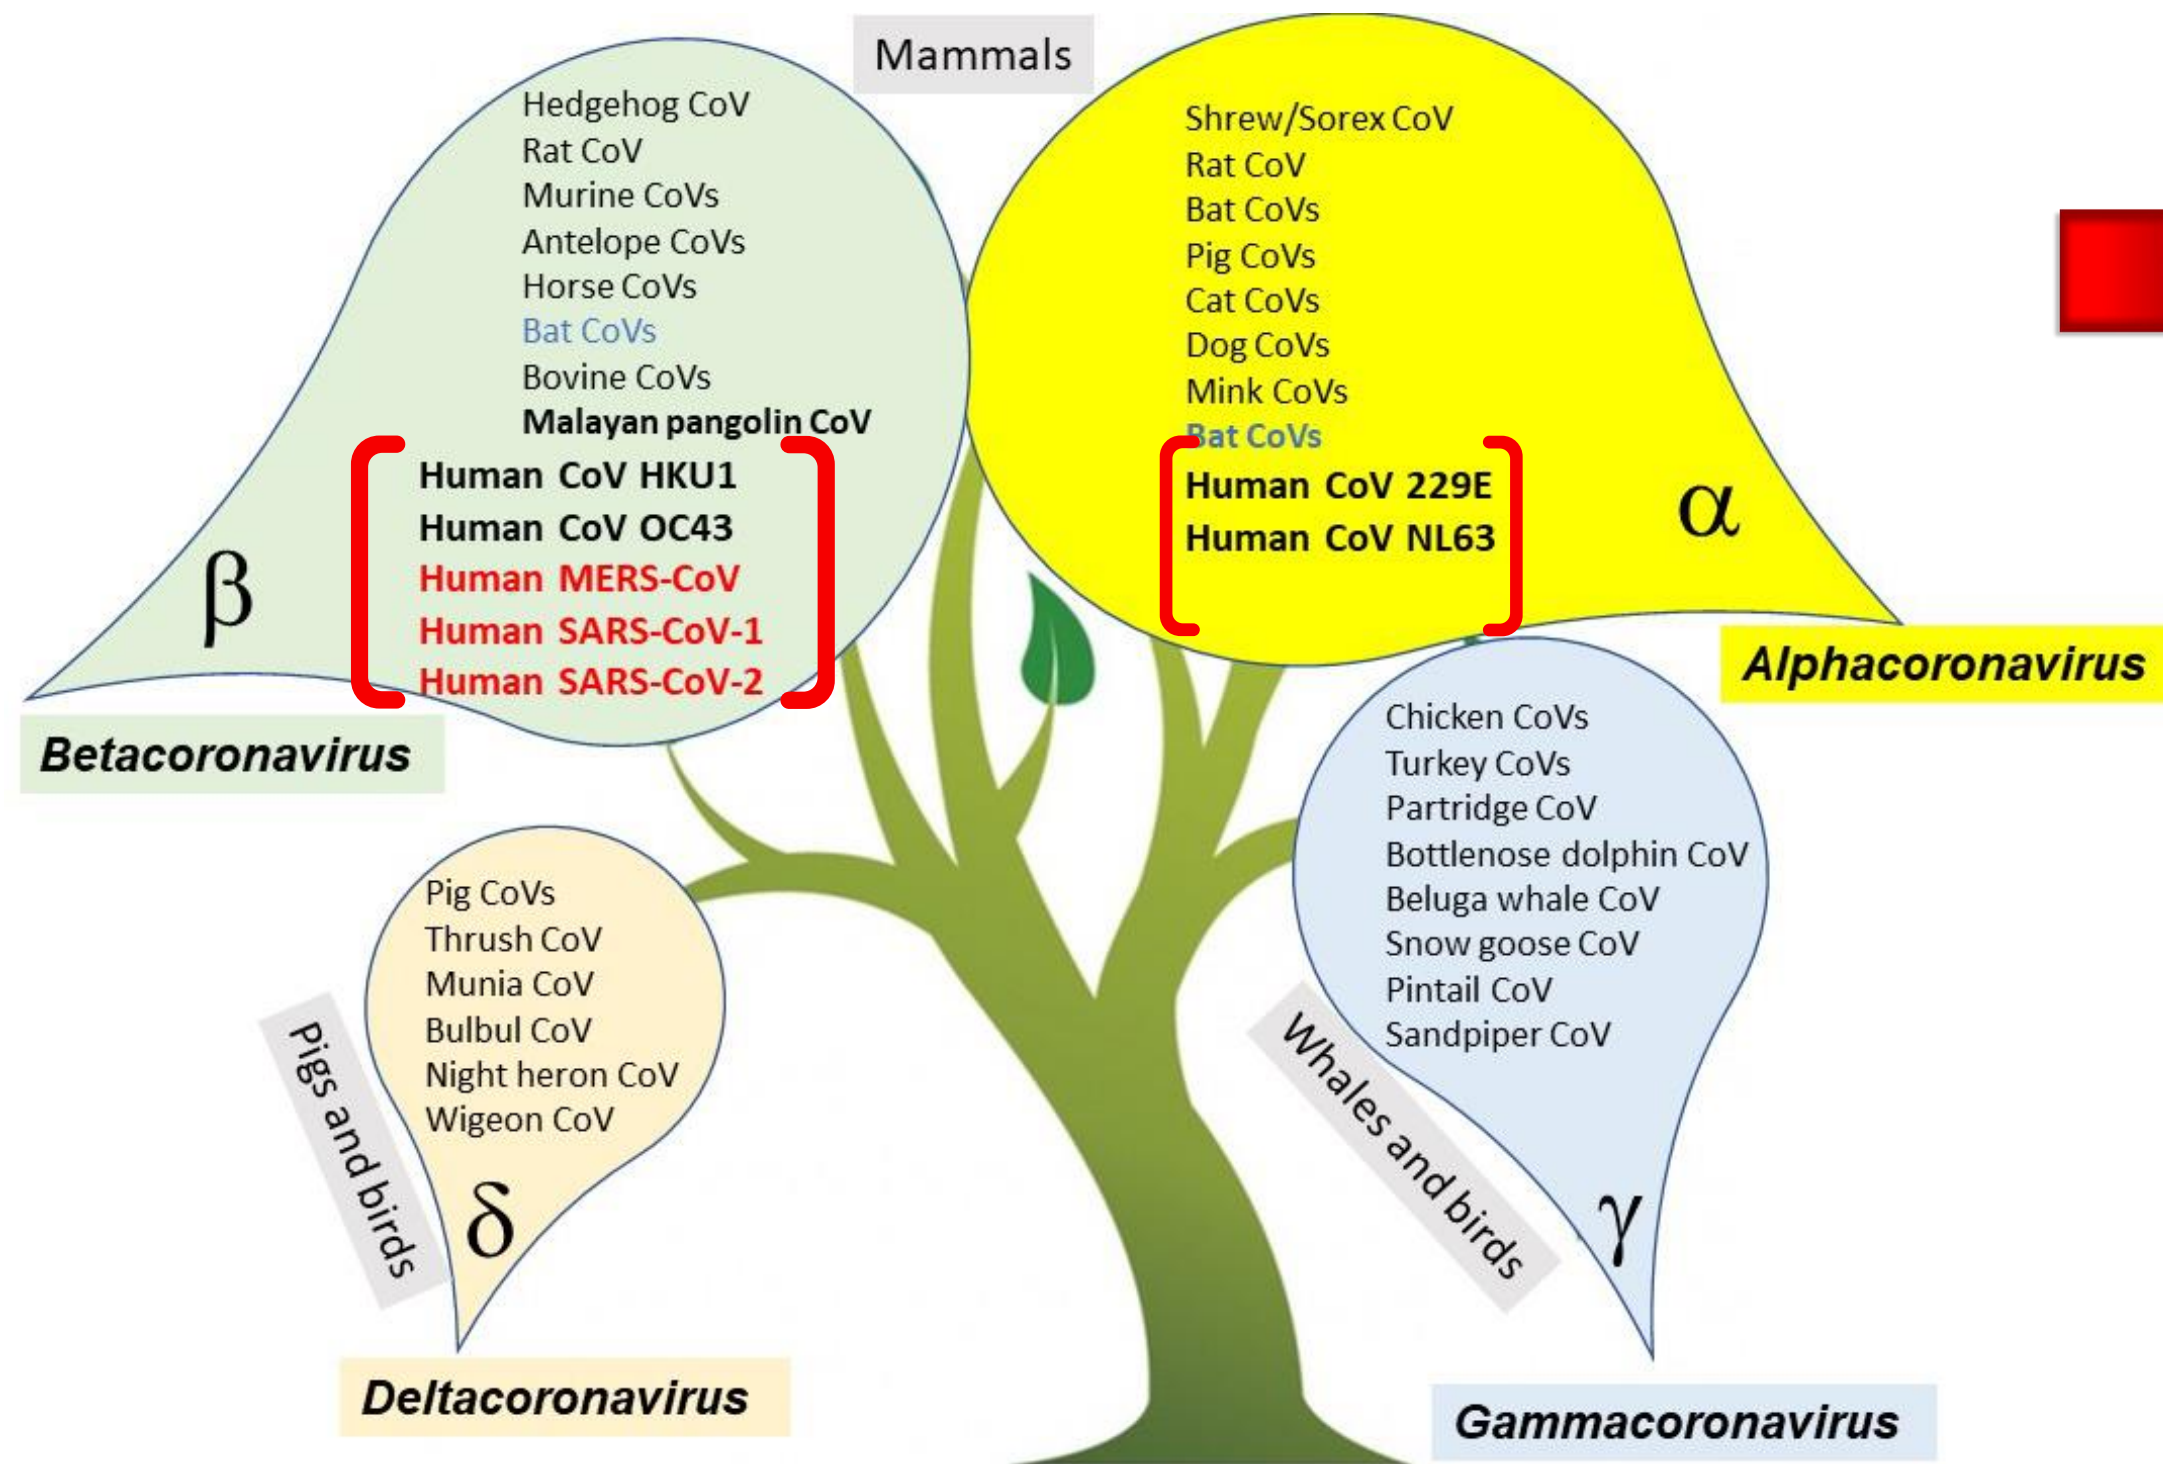 Mammals
Hedgehog CoV
Rat CoV
Murine CoVs
Antelope CoVs
Horse CoVs
Bat CoVs
Bovine CoVs
Malayan pangolin CoV
Human CoV HKU1
Human CoV OC43
Human MERS-CoV
Human SARS-CoV-1
Human SARS-CoV-2
β
Betacoronavirus
Shrew/Sorex CoV
Rat CoV
Bat CoVs
Pig CoVs
Cat CoVs
Dog CoVs
Mink CoVs
Bat CoVs
Human CoV 229E
Human CoV NL63
α
Alphacoronavirus
Pig CoVs
Thrush CoV
Munia CoV
Bulbul CoV
Night heron CoV
Wigeon CoV
Pigs and birds
δ
Deltacoronavirus
Chicken CoVs
Turkey CoVs
Partridge CoV
Bottlenose dolphin CoV
Beluga whale CoV
Snow goose CoV
Pintail CoV
Sandpiper CoV
Whales and birds
γ
Gammacoronavirus